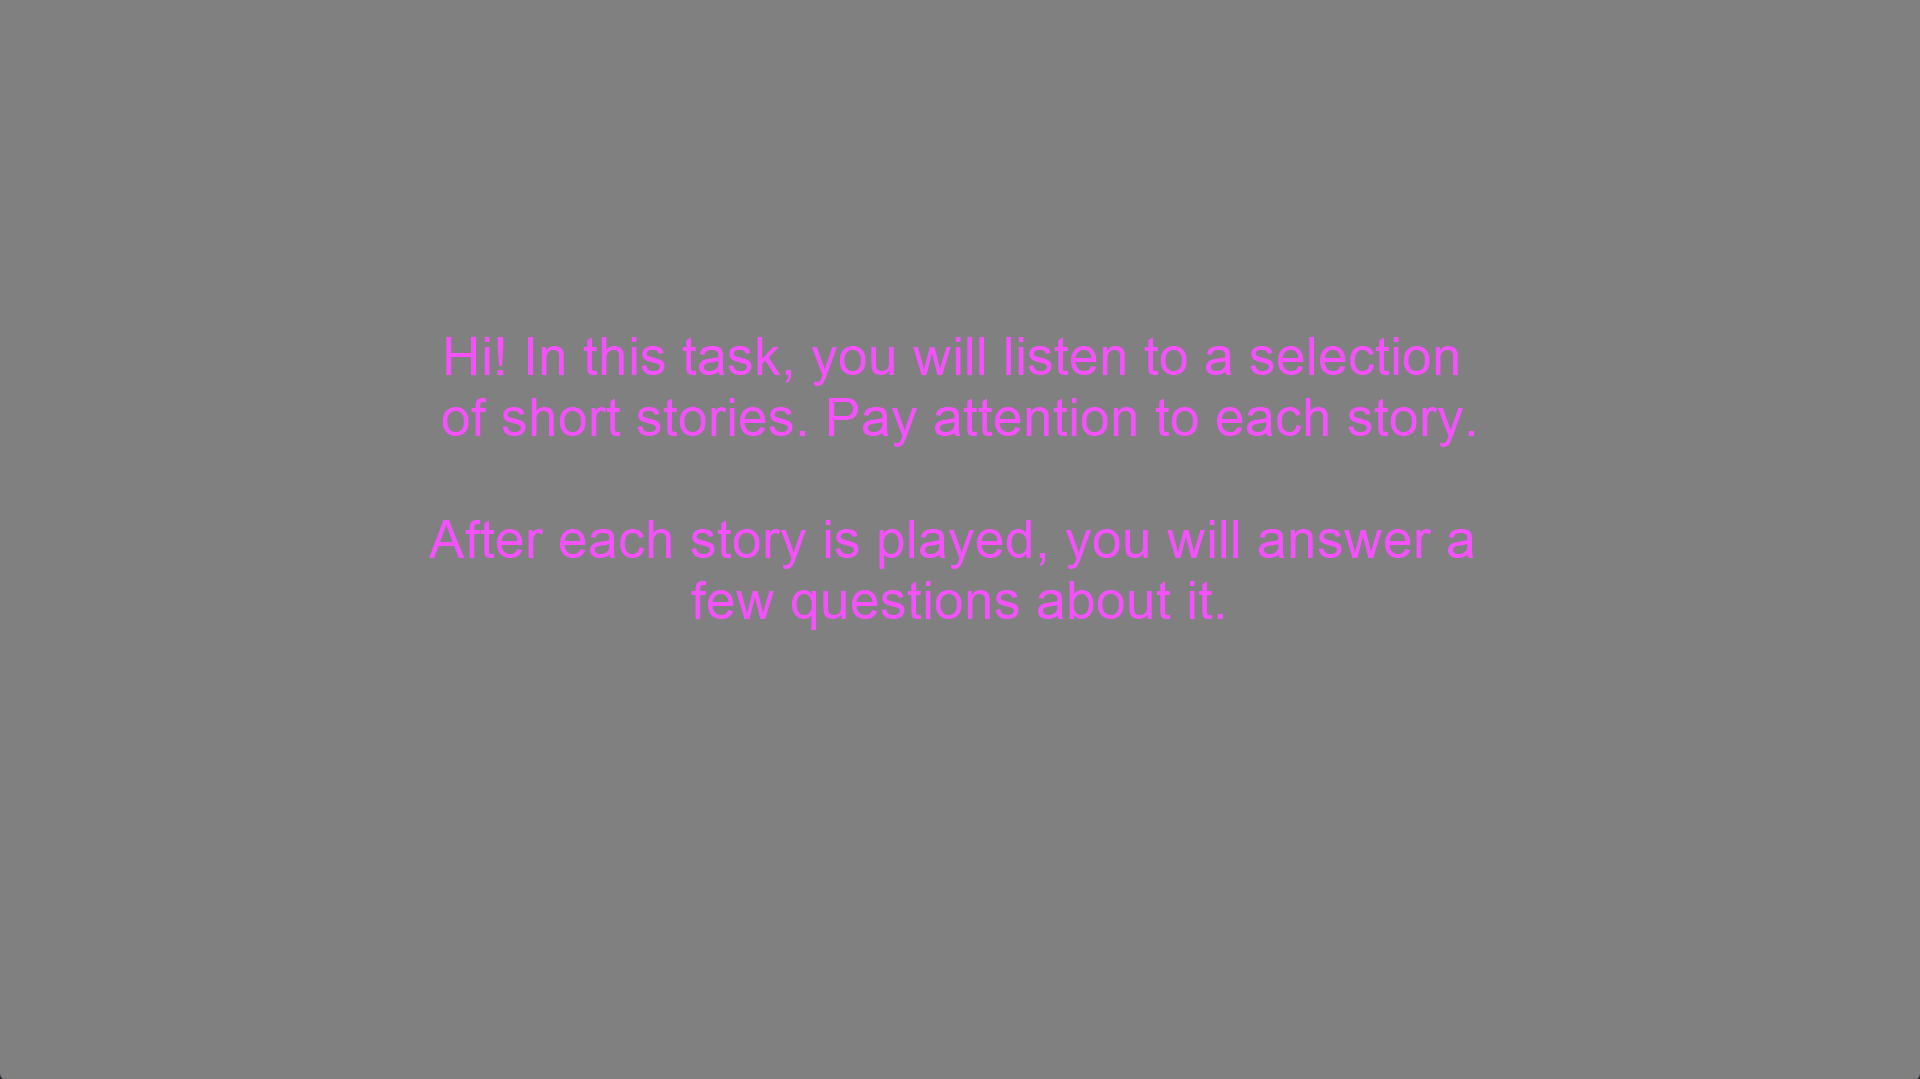 Hi! In this task, you will listen to a selection
of short stories. Pay attention to each story.
After each story is played, you will answer a
few questions about it.